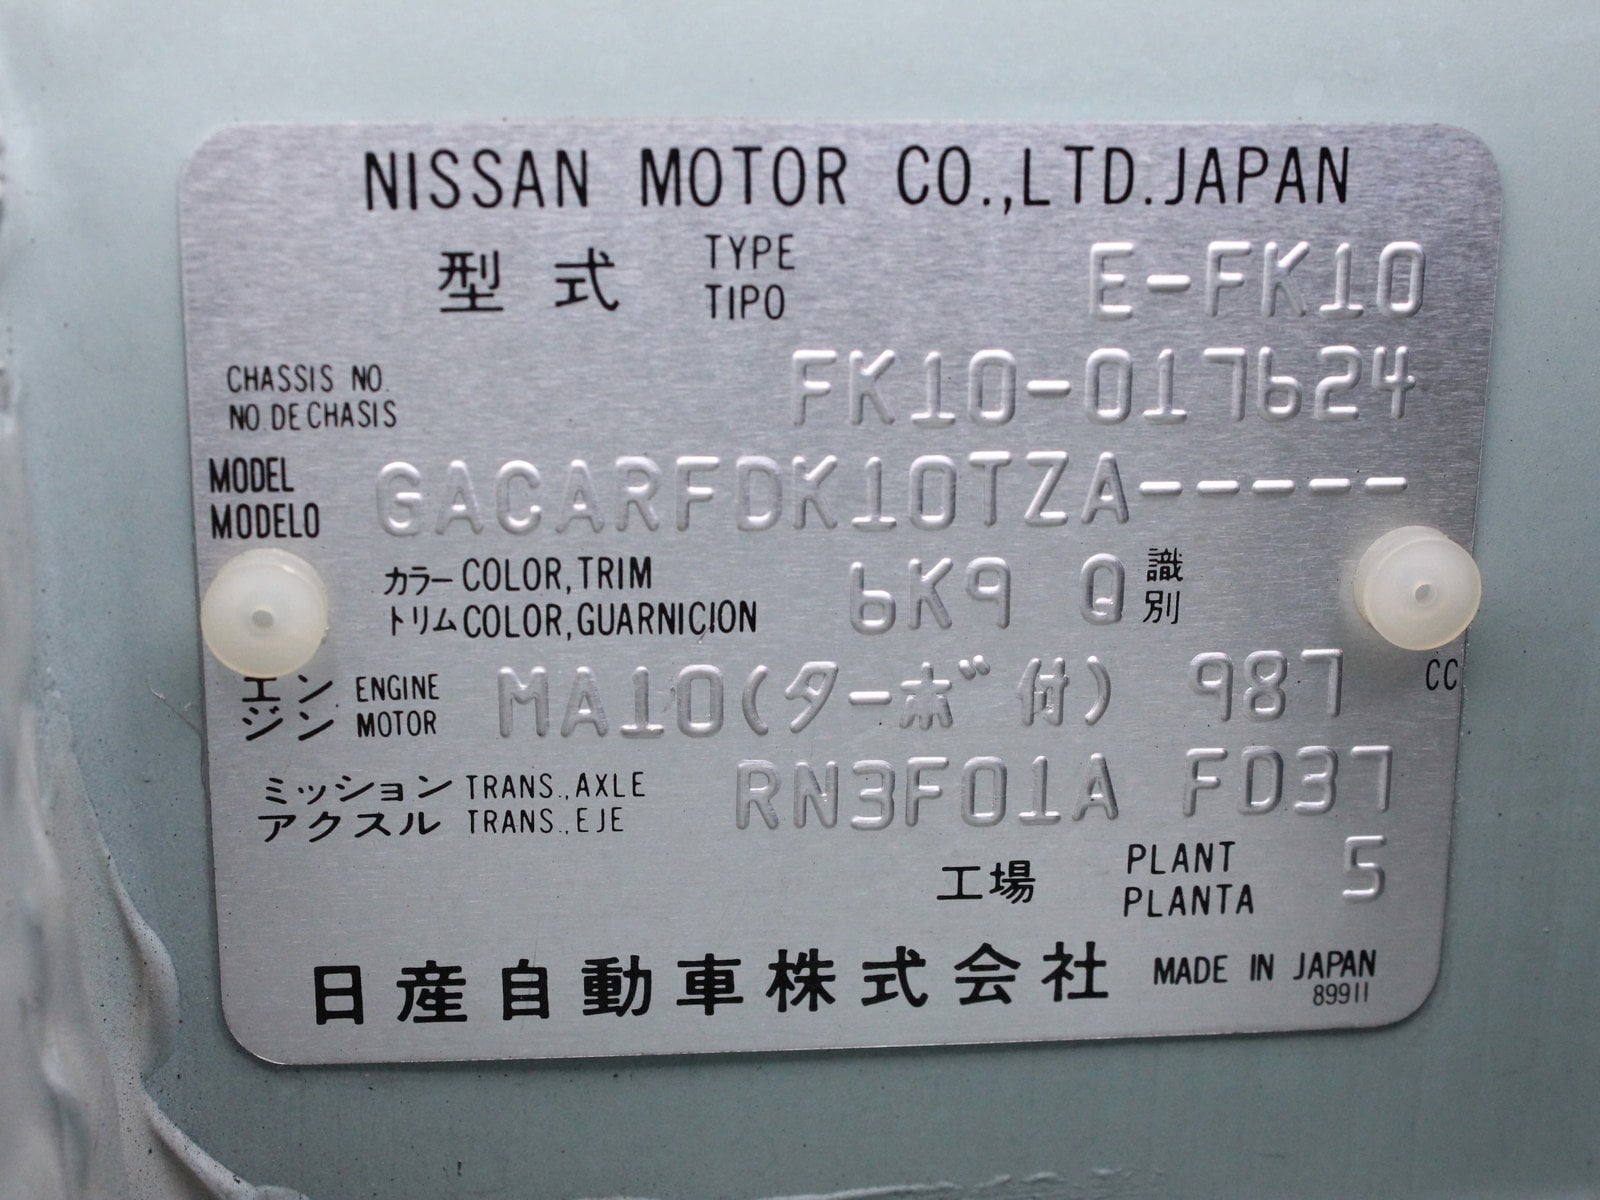 NISSAN MOTOR CO.,LTD.JAPAN
型式 TYPE E-FK10
TIPO
CHASSIS NO. FK10-017624
NO.DE CHASIS
MODEL GACARFDK10TZA-----
MODELO
カラー COLOR,TRIM 6K9 Q 識別
トリム COLOR,GUARNICION
エンジン ENGINE MA10(ターボ付) 987 CC
MOTOR
ミッション TRANS.,AXLE RN3F01A FD37
アクスル TRANS.,EJE
工場 PLANT 5
PLANTA
日産自動車株式会社 MADE IN JAPAN
89911